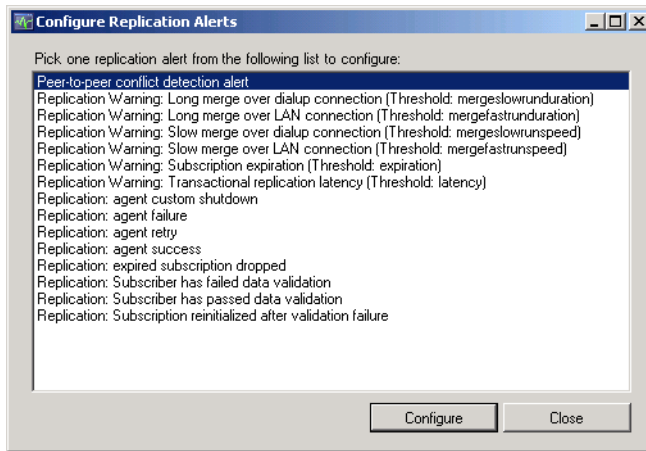 Configure Replication Alerts
Pick one replication alert from the following list to configure:
Peer-to-peer conflict detection alert
Replication Warning: Long merge over dialup connection (Threshold: mergeslowrunduration)
Replication Warning: Long merge over LAN connection (Threshold: mergefastrunduration)
Replication Warning: Slow merge over dialup connection (Threshold: mergeslowrunspeed)
Replication Warning: Slow merge over LAN connection (Threshold: mergefastrunspeed)
Replication Warning: Subscription expiration (Threshold: expiration)
Replication Warning: Transactional replication latency (Threshold: latency)
Replication: agent custom shutdown
Replication: agent failure
Replication: agent retry
Replication: agent success
Replication: expired subscription dropped
Replication: Subscriber has failed data validation
Replication: Subscriber has passed data validation
Replication: Subscription reinitialized after validation failure
Configure Close